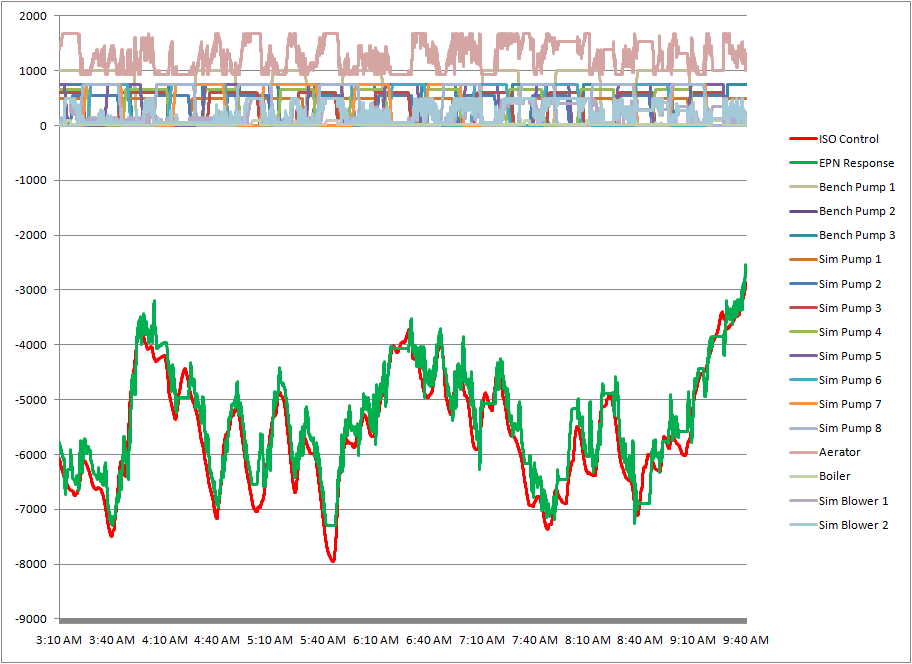 2000
1000
0
-1000
-2000
-3000
-4000
-5000
-6000
-7000
-8000
-9000
3:10 AM 3:40 AM 4:10 AM 4:40 AM 5:10 AM 5:40 AM 6:10 AM 6:40 AM 7:10 AM 7:40 AM 8:10 AM 8:40 AM 9:10 AM 9:40 AM
ISO Control
EPN Response
Bench Pump 1
Bench Pump 2
Bench Pump 3
Sim Pump 1
Sim Pump 2
Sim Pump 3
Sim Pump 4
Sim Pump 5
Sim Pump 6
Sim Pump 7
Sim Pump 8
Aerator
Boiler
Sim Blower 1
Sim Blower 2